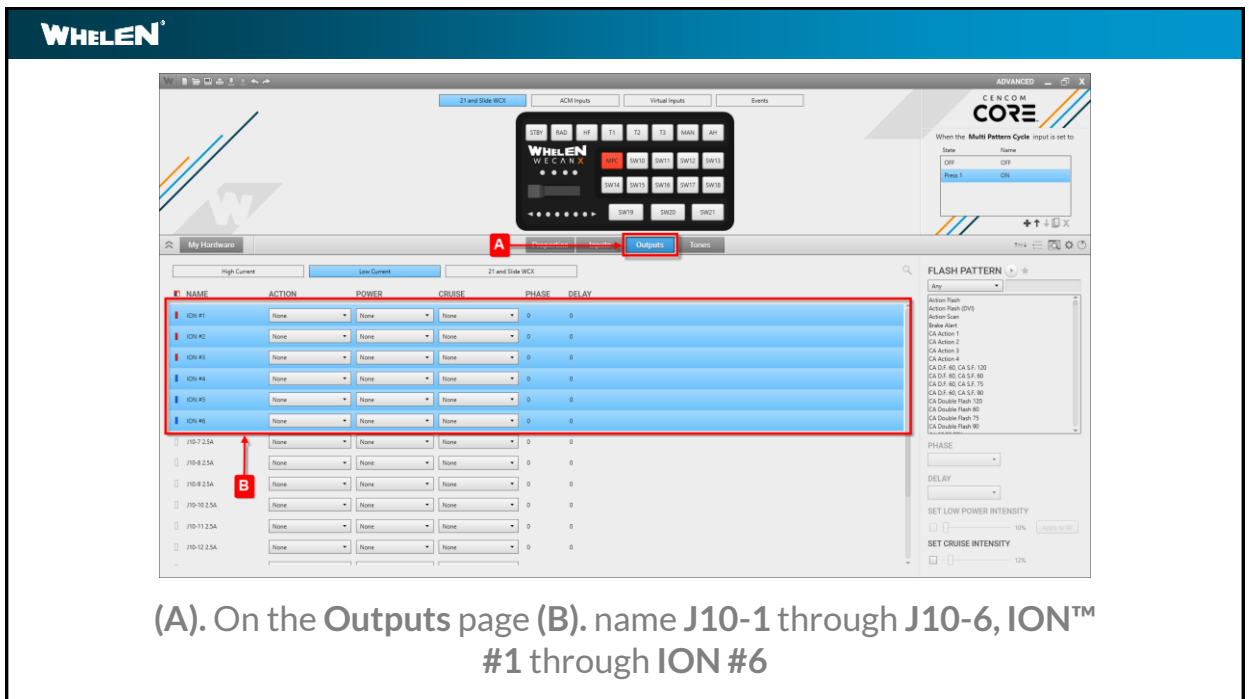 WHELEN®
ADVANCED
21 and Slide WCX
ACM Inputs
Virtual Inputs
Events
CENCOM
CORE
STBY RAD HF T1 T2 T3 MAN AH
WHELEN
WECANX
MPC SW10 SW11 SW12 SW13
SW14 SW15 SW16 SW17 SW18
SW19 SW20 SW21
When the Multi Pattern Cycle input is set to
State Name
OFF OFF
Press 1 ON
My Hardware
A
Properties Inputs Outputs Tones
High Current
Low Current
21 and Slide WCX
NAME ACTION POWER CRUISE PHASE DELAY
ION #1 None None None 0 0
ION #2 None None None 0 0
ION #3 None None None 0 0
ION #4 None None None 0 0
ION #5 None None None 0 0
ION #6 None None None 0 0
J10-7 2.5A None None None 0 0
J10-8 2.5A None None None 0 0
J10-9 2.5A None None None 0 0
J10-10 2.5A None None None 0 0
J10-11 2.5A None None None 0 0
J10-12 2.5A None None None 0 0
B
FLASH PATTERN
Any
Action Flash
Action Flash (DVI)
Action Scan
Brake Alert
CA Action 1
CA Action 2
CA Action 3
CA Action 4
CA D.F. 60, CA S.F. 120
CA D.F. 60, CA S.F. 60
CA D.F. 60, CA S.F. 75
CA D.F. 60, CA S.F. 90
CA Double Flash 120
CA Double Flash 60
CA Double Flash 75
CA Double Flash 90
PHASE
DELAY
SET LOW POWER INTENSITY
10% Apply to All
SET CRUISE INTENSITY
12%
(A). On the Outputs page (B). name J10-1 through J10-6, ION™
#1 through ION #6